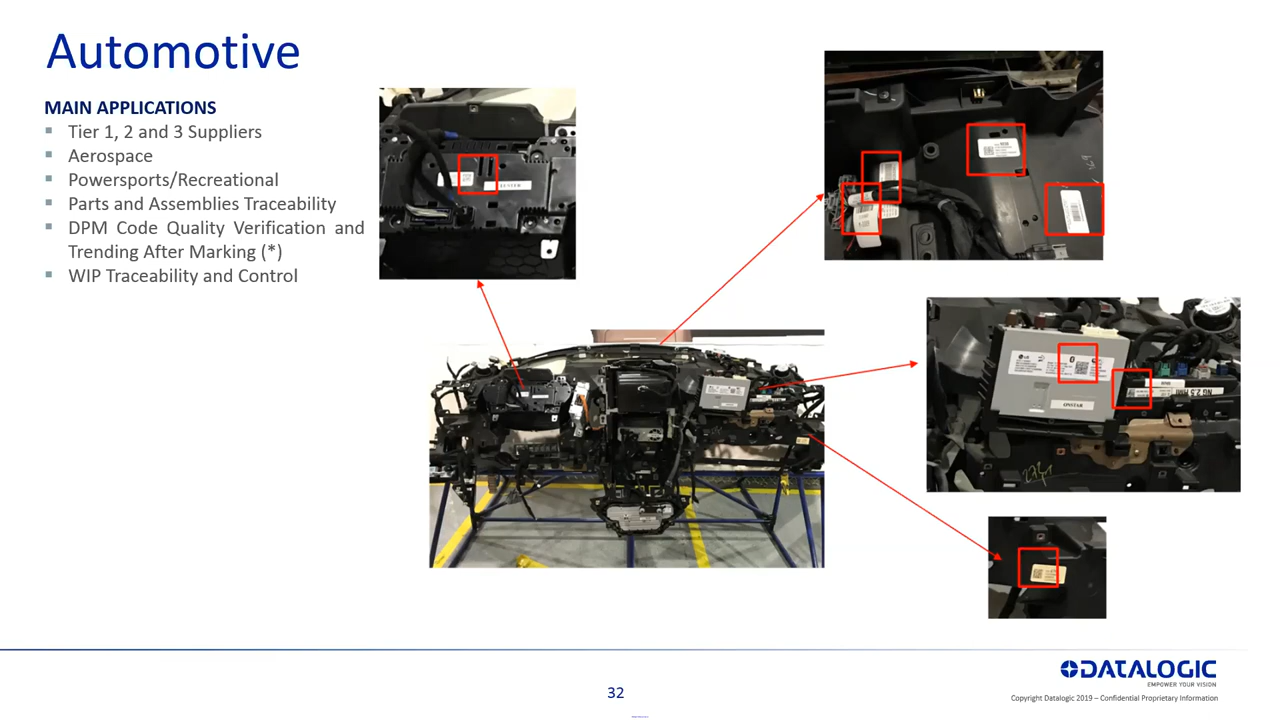 Automotive
MAIN APPLICATIONS
▪ Tier 1, 2 and 3 Suppliers
▪ Aerospace
▪ Powersports/Recreational
▪ Parts and Assemblies Traceability
▪ DPM Code Quality Verification and
Trending After Marking (*)
▪ WIP Traceability and Control
LG
ONSTAR
DATALOGIC
EMPOWER YOUR VISION
32
Copyright Datalogic 2019 – Confidential Proprietary Information